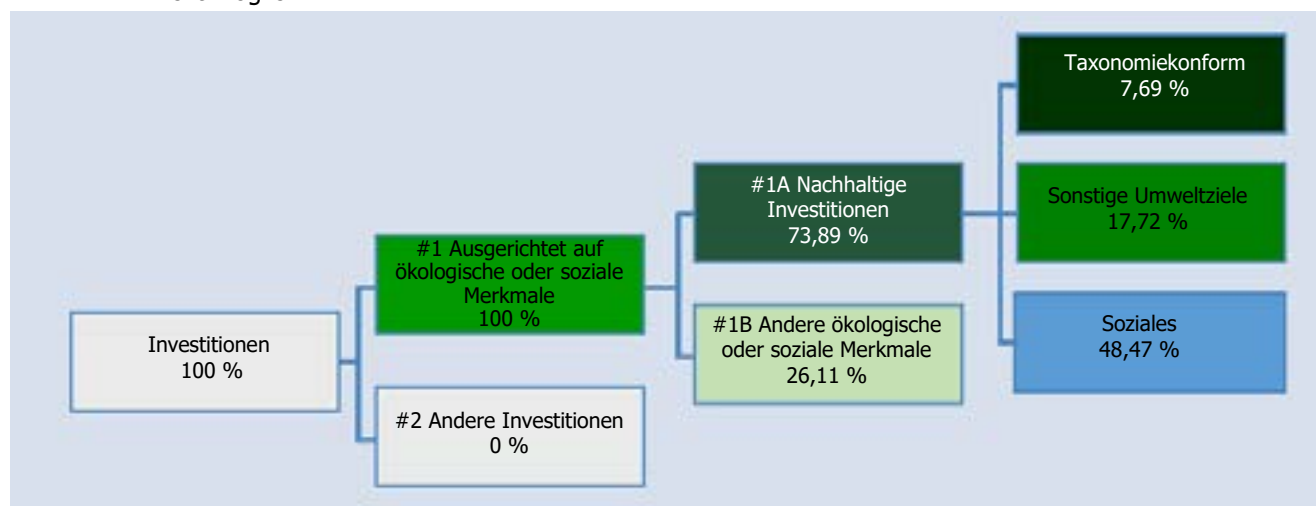 Investitionen
100 %
#1 Ausgerichtet auf
ökologische oder soziale
Merkmale
100 %
#2 Andere Investitionen
0 %
#1A Nachhaltige
Investitionen
73,89 %
#1B Andere ökologische
oder soziale Merkmale
26,11 %
Taxonomiekonform
7,69 %
Sonstige Umweltziele
17,72 %
Soziales
48,47 %